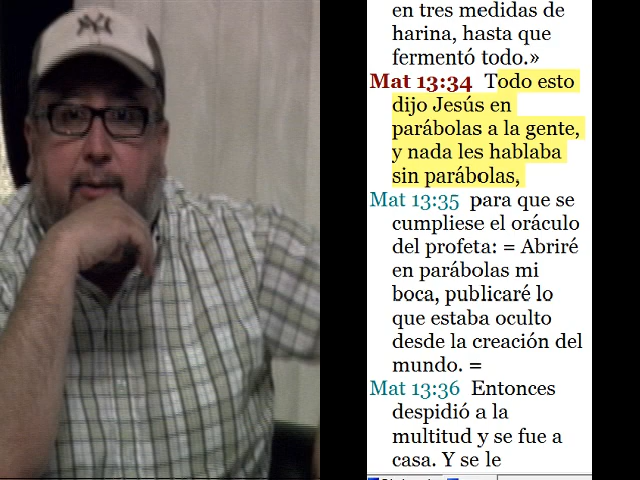 NY
en tres medidas de
harina, hasta que
fermentó todo.»
Mat 13:34 Todo esto
dijo Jesús en
parábolas a la gente,
y nada les hablaba
sin parábolas,
Mat 13:35 para que se
cumpliese el oráculo
del profeta: = Abriré
en parábolas mi
boca, publicaré lo
que estaba oculto
desde la creación del
mundo. =
Mat 13:36 Entonces
despidió a la
multitud y se fue a
casa. Y se le